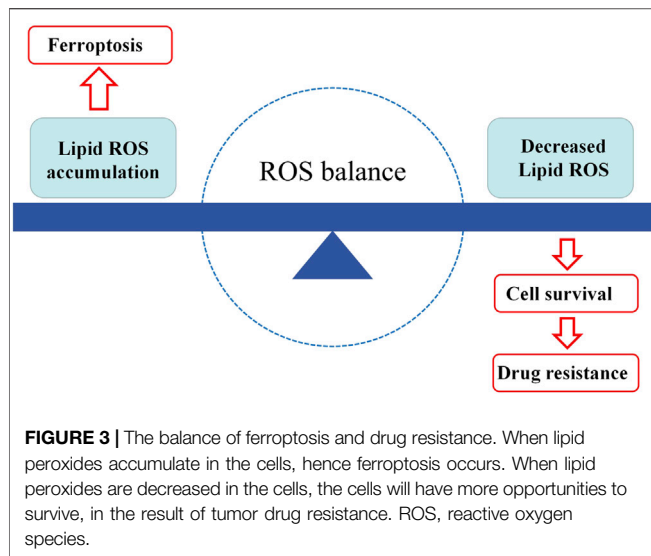 Ferroptosis
Lipid ROS
accumulation
ROS balance
Decreased
Lipid ROS
Cell survival
Drug resistance
FIGURE 3 | The balance of ferroptosis and drug resistance. When lipid
peroxides accumulate in the cells, hence ferroptosis occurs. When lipid
peroxides are decreased in the cells, the cells will have more opportunities to
survive, in the result of tumor drug resistance. ROS, reactive oxygen
species.